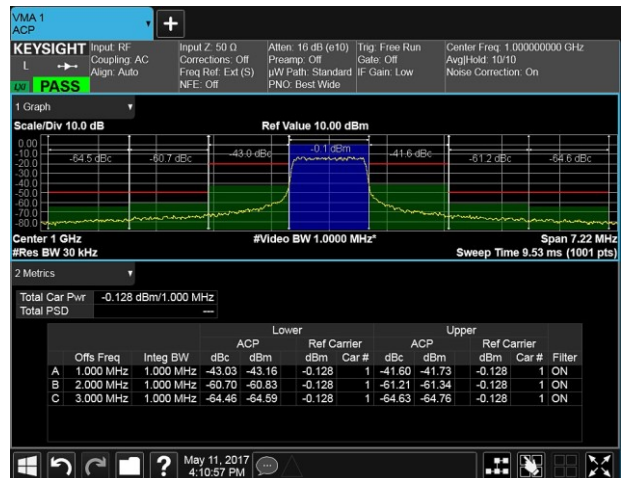 VMA 1
ACP
KEYSIGHT
L
LXI
PASS
Input: RF
Coupling: AC
Align: Auto
Input Z: 50 Ω
Corrections: Off
Freq Ref: Ext (S)
NFE: Off
Atten: 16 dB (e10)
Preamp: Off
µW Path: Standard
PNO: Best Wide
Trig: Free Run
Gate: Off
IF Gain: Low
Center Freq: 1.000000000 GHz
Avg|Hold: 10/10
Noise Correction: On
1 Graph
Scale/Div 10.0 dB
Ref Value 10.00 dBm
0.00
-10.0
-20.0
-30.0
-40.0
-50.0
-60.0
-70.0
-80.0
-64.5 dBc -60.7 dBc -43.0 dBc -0.1 dBm -41.6 dBc -61.2 dBc -64.6 dBc
Center 1 GHz #Video BW 1.0000 MHz* Span 7.22 MHz
#Res BW 30 kHz Sweep Time 9.53 ms (1001 pts)
2 Metrics
Total Car Pwr -0.128 dBm/1.000 MHz
Total PSD ---
Lower Upper
ACP Ref Carrier ACP Ref Carrier
Offs Freq Integ BW dBc dBm dBm Car # dBc dBm dBm Car # Filter
A 1.000 MHz 1.000 MHz -43.03 -43.16 -0.128 1 -41.60 -41.73 -0.128 1 ON
B 2.000 MHz 1.000 MHz -60.70 -60.83 -0.128 1 -61.21 -61.34 -0.128 1 ON
C 3.000 MHz 1.000 MHz -64.46 -64.59 -0.128 1 -64.63 -64.76 -0.128 1 ON
?
May 11, 2017
4:10:57 PM